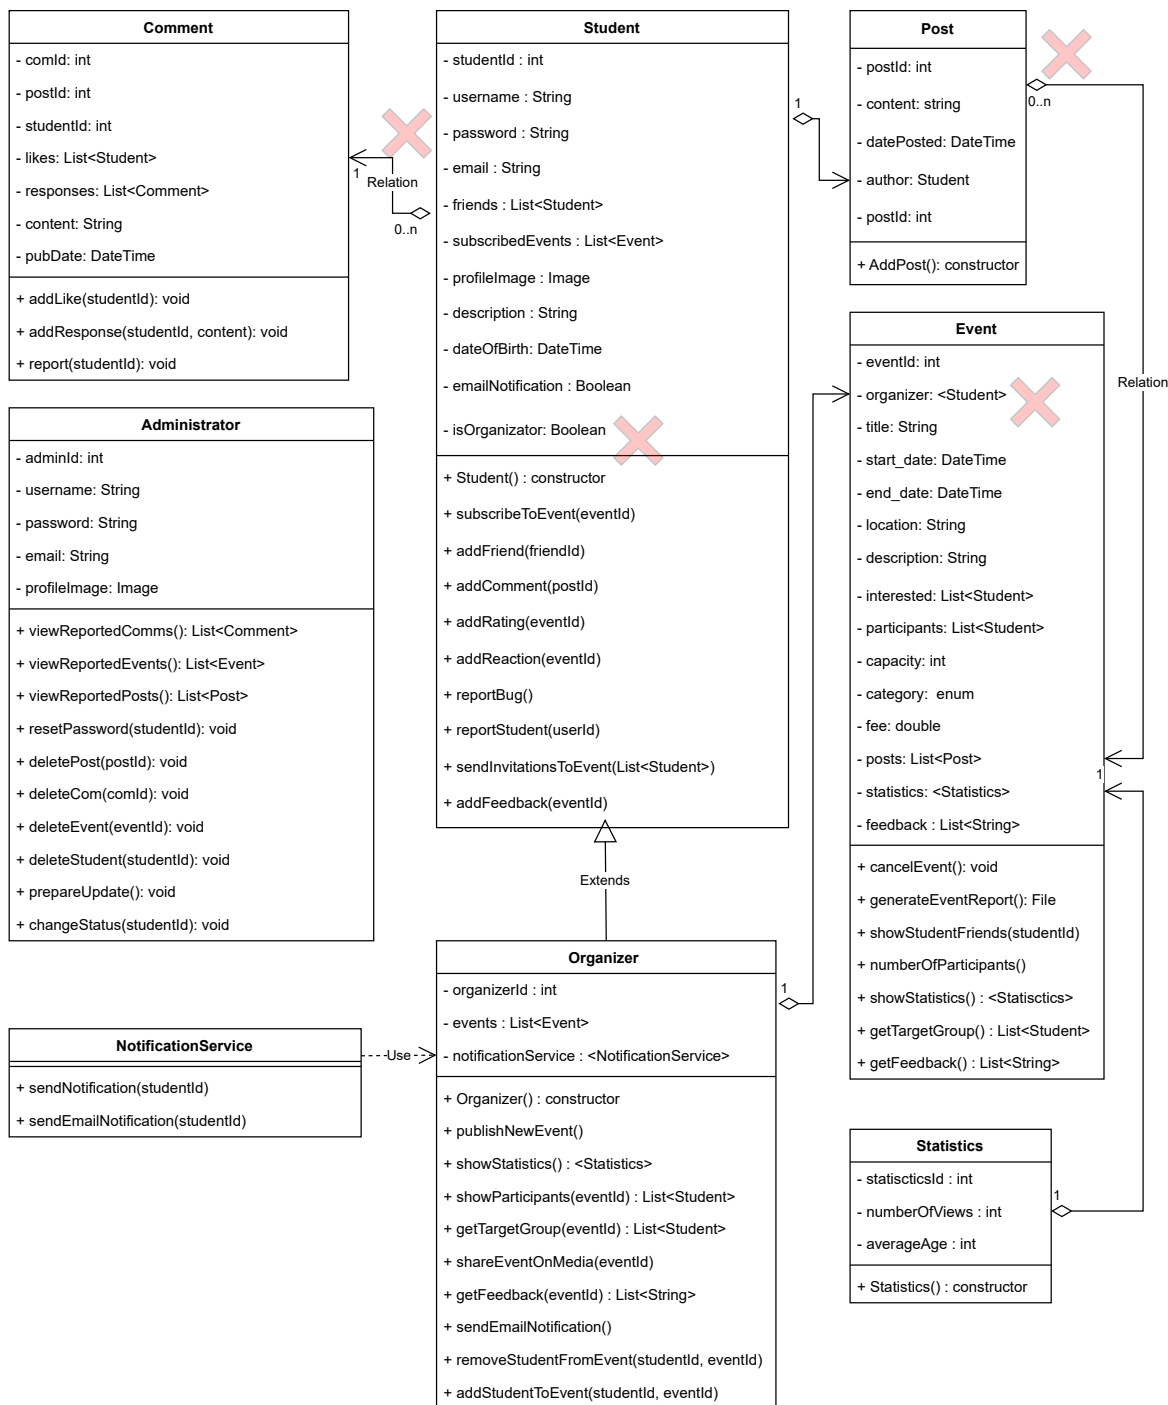 Comment
- comId: int
- postId: int
- studentId: int
- likes: List<Student>
- responses: List<Comment>
- content: String
- pubDate: DateTime
+ addLike(studentId): void
+ addResponse(studentId, content): void
+ report(studentId): void
1
Relation
0..n
Student
- studentId : int
- username : String
- password : String
- email : String
- friends : List<Student>
- subscribedEvents : List<Event>
- profileImage : Image
- description : String
- dateOfBirth: DateTime
- emailNotification : Boolean
- isOrganizator: Boolean
+ Student() : constructor
+ subscribeToEvent(eventId)
+ addFriend(friendId)
+ addComment(postId)
+ addRating(eventId)
+ addReaction(eventId)
+ reportBug()
+ reportStudent(userId)
+ sendInvitationsToEvent(List<Student>)
+ addFeedback(eventId)
1
Post
- postId: int
- content: string
- datePosted: DateTime
- author: Student
- postId: int
+ AddPost(): constructor
0..n
Relation
1
Administrator
- adminId: int
- username: String
- password: String
- email: String
- profileImage: Image
+ viewReportedComms(): List<Comment>
+ viewReportedEvents(): List<Event>
+ viewReportedPosts(): List<Post>
+ resetPassword(studentId): void
+ deletePost(postId): void
+ deleteCom(comId): void
+ deleteEvent(eventId): void
+ deleteStudent(studentId): void
+ prepareUpdate(): void
+ changeStatus(studentId): void
Event
- eventId: int
- organizer: <Student>
- title: String
- start_date: DateTime
- end_date: DateTime
- location: String
- description: String
- interested: List<Student>
- participants: List<Student>
- capacity: int
- category:  enum
- fee: double
- posts: List<Post>
- statistics: <Statistics>
- feedback : List<String>
+ cancelEvent(): void
+ generateEventReport(): File
+ showStudentFriends(studentId)
+ numberOfParticipants()
+ showStatistics() : <Statisctics>
+ getTargetGroup() : List<Student>
+ getFeedback() : List<String>
Extends
NotificationService
+ sendNotification(studentId)
+ sendEmailNotification(studentId)
Use
Organizer
- organizerId : int
- events : List<Event>
- notificationService : <NotificationService>
+ Organizer() : constructor
+ publishNewEvent()
+ showStatistics() : <Statistics>
+ showParticipants(eventId) : List<Student>
+ getTargetGroup(eventId) : List<Student>
+ shareEventOnMedia(eventId)
+ getFeedback(eventId) : List<String>
+ sendEmailNotification()
+ removeStudentFromEvent(studentId, eventId)
+ addStudentToEvent(studentId, eventId)
1
Statistics
- statiscticsId : int
- numberOfViews : int
- averageAge : int
+ Statistics() : constructor
1